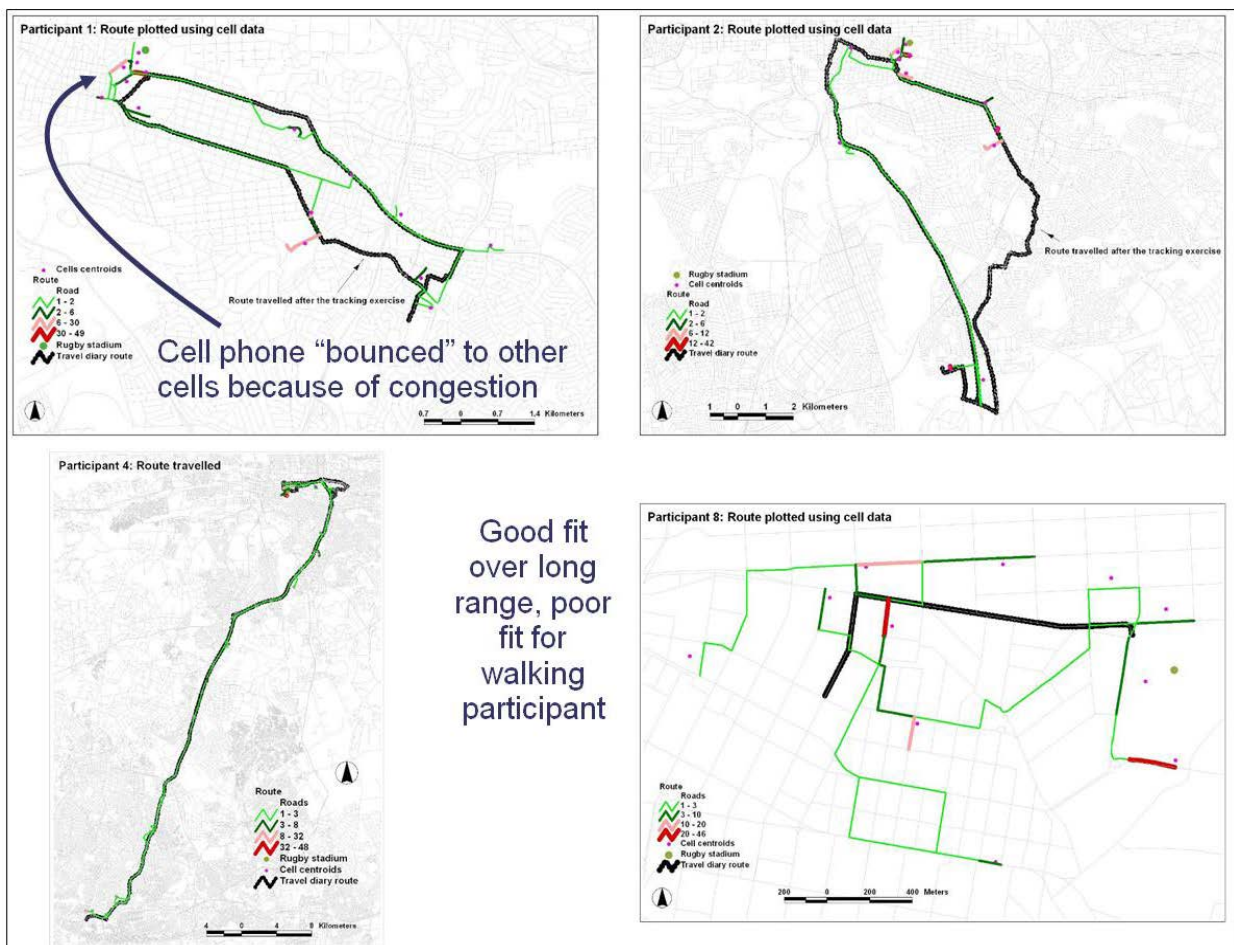 Participant 1: Route plotted using cell data
Cells centroids
Route
Road
1 - 2
2 - 6
6 - 30
30 - 49
Rugby stadium
Travel diary route
Route travelled after the tracking exercise
Cell phone “bounced” to other
cells because of congestion
0.7 0 0.7 1.4 Kilometers
Participant 2: Route plotted using cell data
Route travelled after the tracking exercise
Rugby stadium
Cell centroids
Route
Road
1 - 2
2 - 6
6 - 12
12 - 42
Travel diary route
1 0 1 2 Kilometers
Participant 4: Route travelled
Route
Roads
1 - 3
3 - 8
8 - 32
32 - 48
Rugby stadium
Cell centroids
Travel diary route
4 0 4 8 Kilometers
Good fit
over long
range, poor
fit for
walking
participant
Participant 8: Route plotted using cell data
Route
Roads
1 - 3
3 - 10
10 - 20
20 - 46
Cell centroids
Rugby stadium
Travel diary route
200 0 200 400 Meters